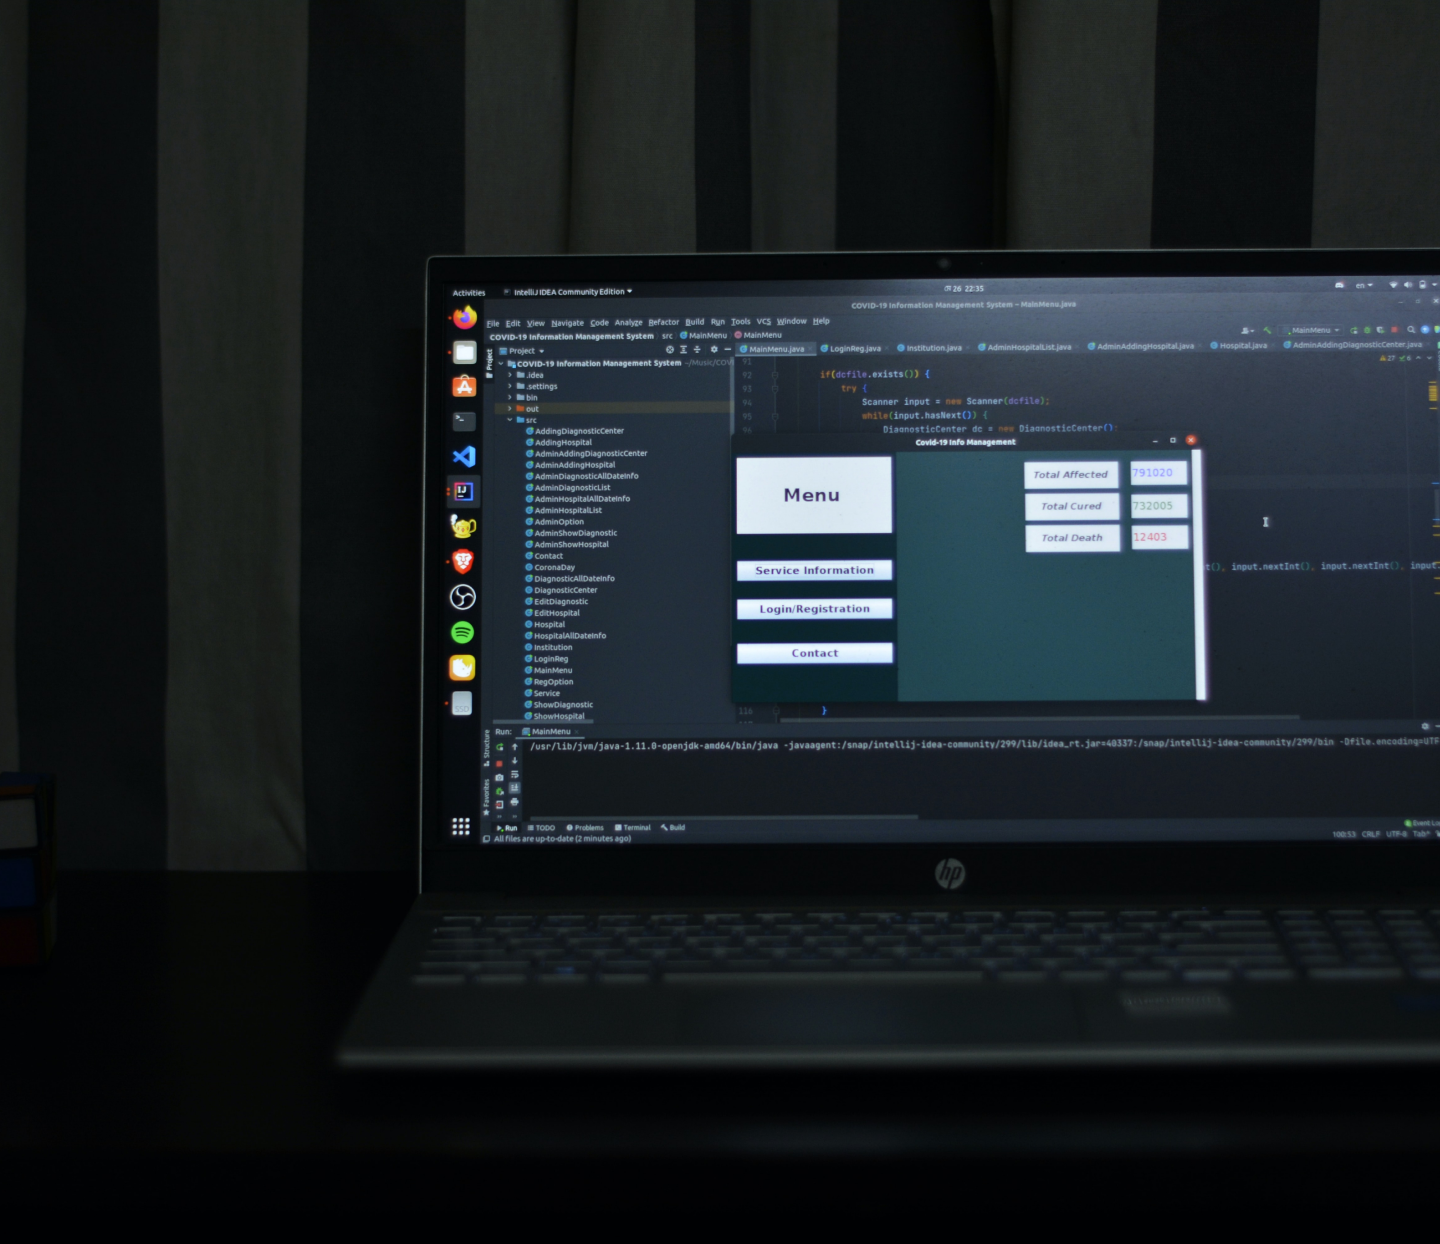 Activities IntelliJ IDEA Community Edition 26 22:35 en
COVID-19 Information Management System – MainMenu.java
File Edit View Navigate Code Analyze Refactor Build Run Tools VCS Window Help
COVID-19 Information Management System src MainMenu MainMenu
MainMenu
Project
MainMenu.java LoginReg.java Institution.java AdminHospitalList.java AdminAddingHospital.java Hospital.java AdminAddingDiagnosticCenter.java
Project
COVID-19 Information Management System ~/Music/COV
.idea
.settings
bin
out
src
AddingDiagnosticCenter
AddingHospital
AdminAddingDiagnosticCenter
AdminAddingHospital
AdminDiagnosticAllDateInfo
AdminDiagnosticList
AdminHospitalAllDateInfo
AdminHospitalList
AdminOption
AdminShowDiagnostic
AdminShowHospital
Contact
CoronaDay
DiagnosticAllDateInfo
DiagnosticCenter
EditDiagnostic
EditHospital
Hospital
HospitalAllDateInfo
Institution
LoginReg
MainMenu
RegOption
Service
ShowDiagnostic
ShowHospital
91
92 if(dcfile.exists()) {
93 try {
94 Scanner input = new Scanner(dcfile);
95 while(input.hasNext()) {
96 DiagnosticCenter dc = new DiagnosticCenter();
27 6
Covid-19 Info Management
Menu
Service Information
Login/Registration
Contact
Total Affected 791020
Total Cured 732005
Total Death 12403
t(), input.nextInt(), input.nextInt(), input
116 }
Run: MainMenu
/usr/lib/jvm/java-1.11.0-openjdk-amd64/bin/java -javaagent:/snap/intellij-idea-community/299/lib/idea_rt.jar=40337:/snap/intellij-idea-community/299/bin -Dfile.encoding=UTF
Structure
Favorites
Run TODO Problems Terminal Build Event Lo
All files are up-to-date (2 minutes ago) 100:53 CRLF UTF-8 Tab*
SSD
hp